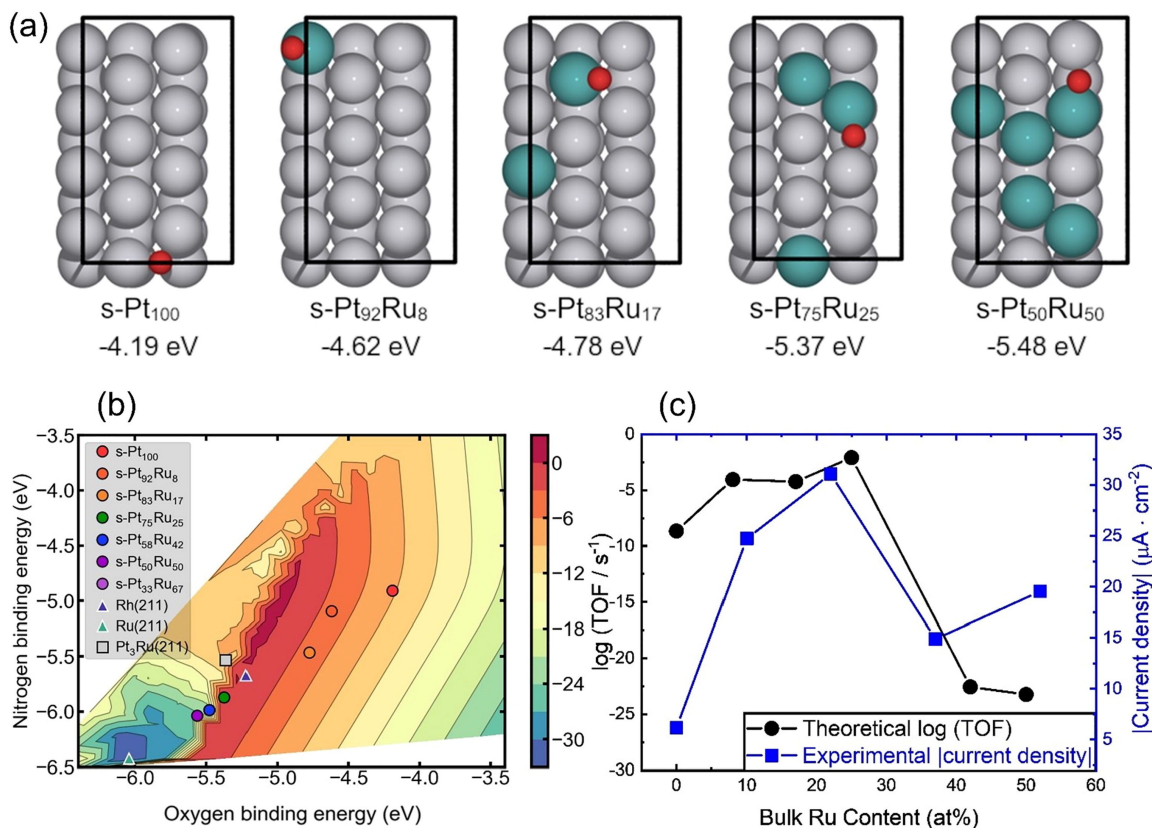 (a)
s-Pt₁₀₀ s-Pt₉₂Ru₈ s-Pt₈₃Ru₁₇ s-Pt₇₅Ru₂₅ s-Pt₅₀Ru₅₀
-4.19 eV -4.62 eV -4.78 eV -5.37 eV -5.48 eV
(b)
Nitrogen binding energy (eV)
−3.5
−4.0
−4.5
−5.0
−5.5
−6.0
−6.5
s-Pt₁₀₀
s-Pt₉₂Ru₈
s-Pt₈₃Ru₁₇
s-Pt₇₅Ru₂₅
s-Pt₅₈Ru₄₂
s-Pt₅₀Ru₅₀
s-Pt₃₃Ru₆₇
Rh(211)
Ru(211)
Pt₃Ru(211)
−6.0 −5.5 −5.0 −4.5 −4.0 −3.5
Oxygen binding energy (eV)
0
−6
−12
−18
−24
−30
(c)
log (TOF / s⁻¹)
0
-5
-10
-15
-20
-25
-30
Theoretical log (TOF)
Experimental |current density|
0 10 20 30 40 50 60
Bulk Ru Content (at%)
35
30
25
20
15
10
5
|Current density| (μA · cm⁻²)